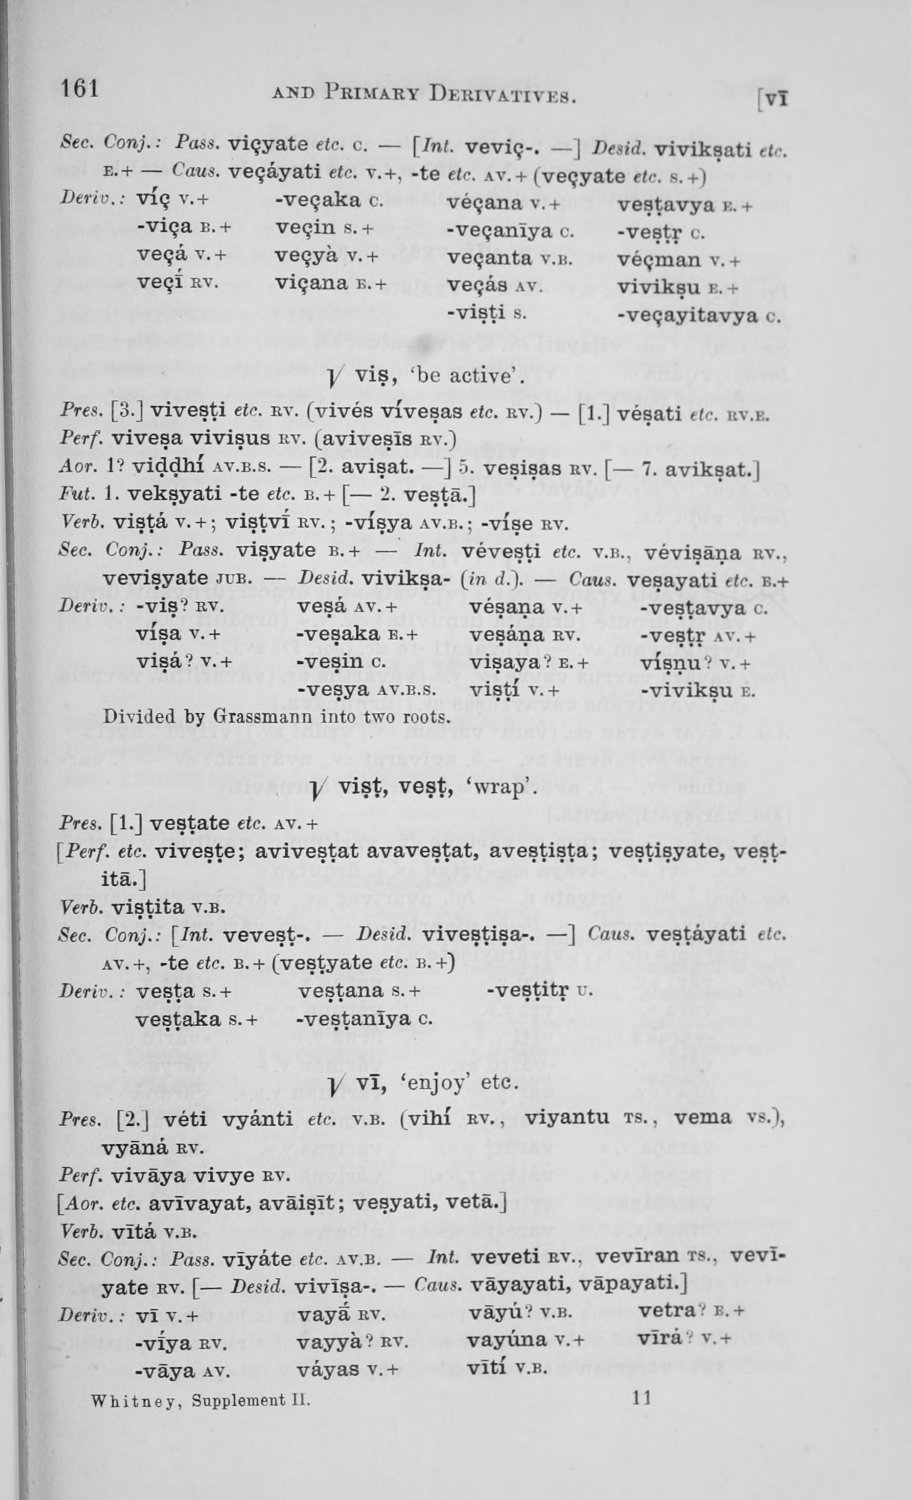 161 AND PRIMARY DERIVATIVES. [vī
Sec. Conj.: Pass. viçyate etc. C. — [Int. veviç-. —] Desid. vivikṣati etc.
E.+ — Caus. veçáyati etc. V.+, -te etc. AV.+ (veçyate etc. S.+)
Deriv.: víç V.+ -veçaka C. véçana V.+ veṣṭavya E.+
-viça B.+ veçin S.+ -veçanīya C. -veṣṭṛ C.
veçá V.+ veçyà V.+ veçanta V.B. véçman V.+
veçī́ RV. viçana E.+ veçás AV. vivikṣu E.+
-viṣṭi S. -veçayitavya C.
√ viṣ, ‘be active’.
Pres. [3.] viveṣṭi etc. RV. (vivés víveṣas etc. RV.) — [1.] véṣati etc. RV.E.
Perf. viveṣa viviṣus RV. (aviveṣīs RV.)
Aor. 1? viḍḍhí AV.B.S. — [2. aviṣat. —] 5. veṣiṣas RV. [— 7. avikṣat.]
Fut. 1. vekṣyati -te etc. B.+ [— 2. veṣṭā.]
Verb. viṣṭá V.+; viṣṭvī́ RV.; -víṣya AV.B.; -víṣe RV.
Sec. Conj.: Pass. viṣyate B.+ — Int. véveṣṭi etc. V.B., véviṣāṇa RV.,
veviṣyate JUB. — Desid. vivikṣa- (in d.). — Caus. veṣayati etc. B.+
Deriv.: -viṣ? RV. veṣá AV.+ véṣaṇa V.+ -veṣṭavya C.
víṣa V.+ -veṣaka E.+ veṣáṇa RV. -veṣṭṛ AV.+
viṣá? V.+ -veṣin C. viṣaya? E.+ víṣṇu? V.+
-veṣya AV.B.S. viṣṭí V.+ -vivikṣu E.
Divided by Grassmann into two roots.
√ viṣṭ, veṣṭ, ‘wrap’.
Pres. [1.] veṣṭate etc. AV.+
[Perf. etc. viveṣṭe; aviveṣṭat avaveṣṭat, aveṣṭiṣṭa; veṣṭiṣyate, veṣṭ-
itā.]
Verb. viṣṭita V.B.
Sec. Conj.: [Int. veveṣṭ-. — Desid. viveṣṭiṣa-. —] Caus. veṣṭáyati etc.
AV.+, -te etc. B.+ (veṣṭyate etc. B.+)
Deriv.: veṣṭa S.+ veṣṭana S.+ -veṣṭitṛ U.
veṣṭaka S.+ -veṣṭanīya C.
√ vī, ‘enjoy’ etc.
Pres. [2.] véti vyánti etc. V.B. (vihí RV., viyantu TS., vema VS.),
vyāná RV.
Perf. vivāya vivye RV.
[Aor. etc. avīvayat, avāiṣīt; veṣyati, vetā.]
Verb. vītá V.B.
Sec. Conj.: Pass. vīyáte etc. AV.B. — Int. veveti RV., vevīran TS., vevī-
yate RV. [— Desid. vivīṣa-. — Caus. vāyayati, vāpayati.]
Deriv.: vī V.+ vayā́ RV. vāyú? V.B. vetra? E.+
-vī́ya RV. vayyà? RV. vayúna V.+ vīrá? V.+
-vāya AV. váyas V.+ vītí V.B.
Whitney, Supplement II. 11